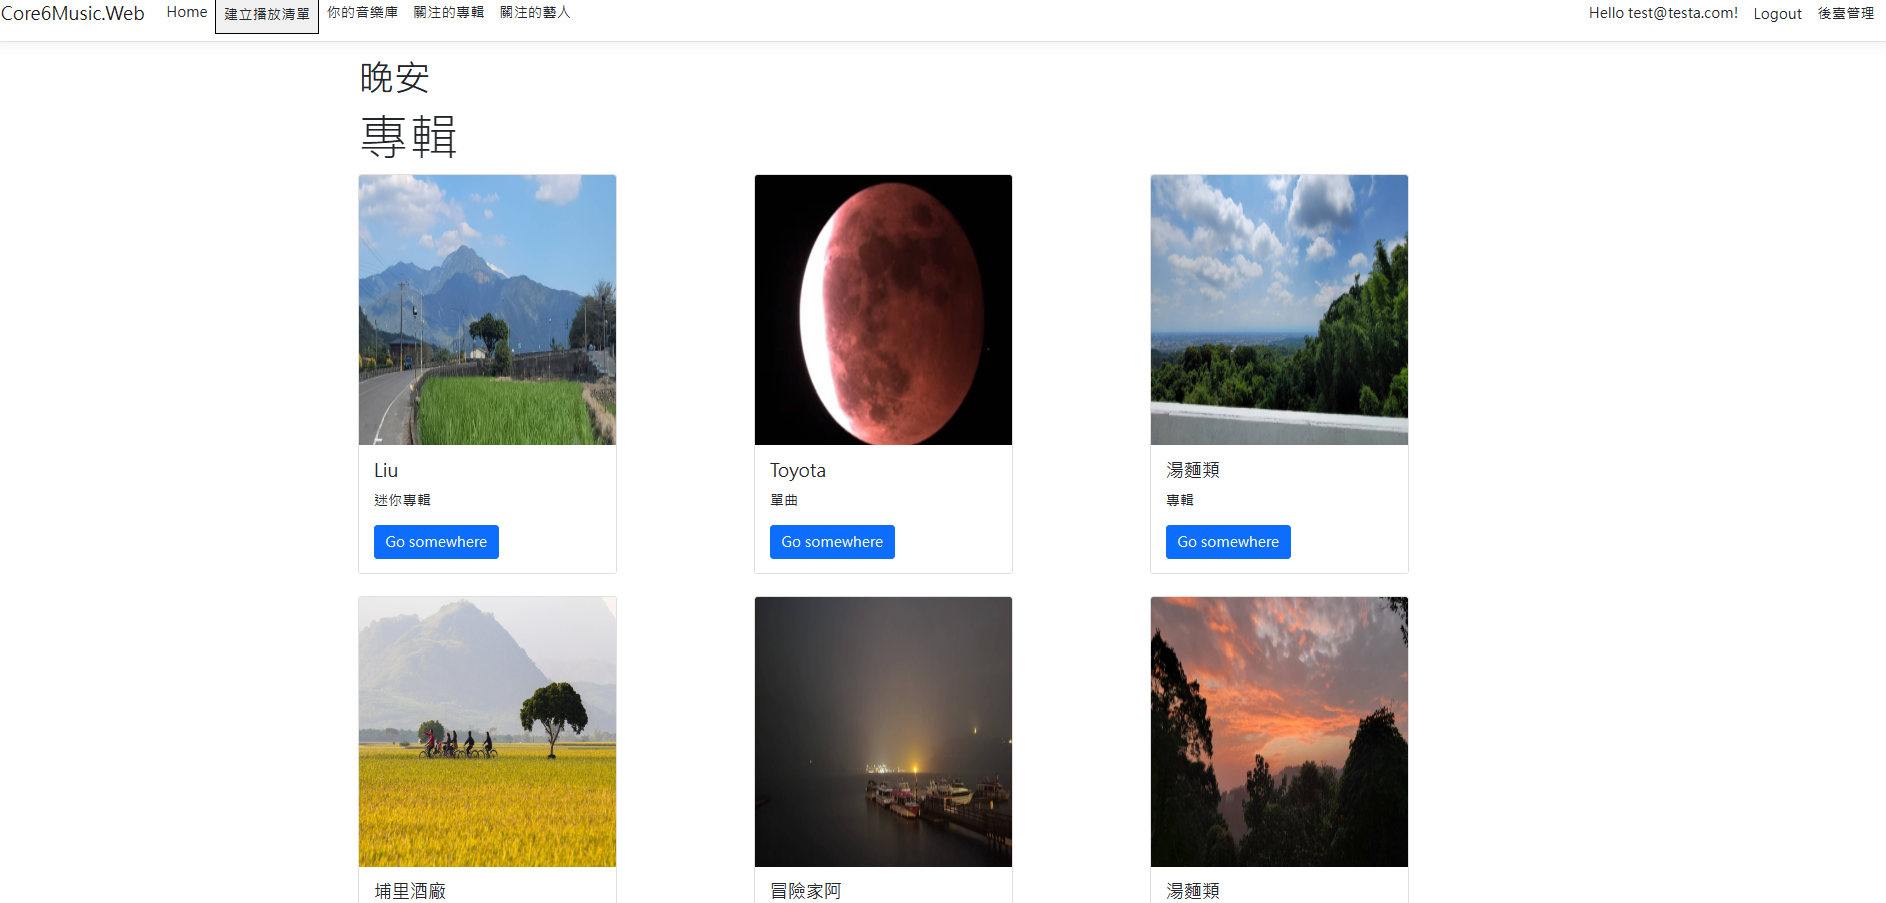 Core6Music.Web Home 建立播放清單 你的音樂庫 關注的專輯 關注的藝人 Hello test@testa.com! Logout 後臺管理
晚安
專輯
Liu
迷你專輯
Go somewhere
Toyota
單曲
Go somewhere
湯麵類
專輯
Go somewhere
埔里酒廠
冒險家阿
湯麵類